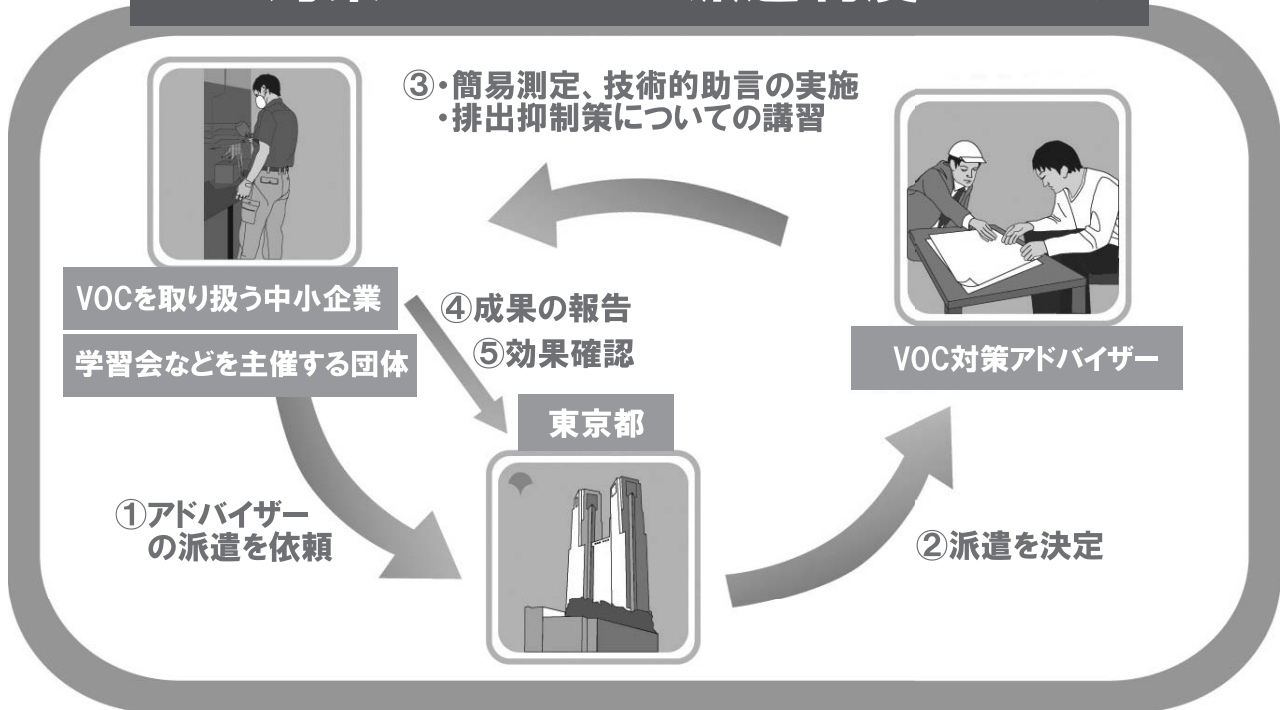 ③・簡易測定、技術的助言の実施
・排出抑制策についての講習
VOCを取り扱う中小企業
学習会などを主催する団体
④成果の報告
⑤効果確認
VOC対策アドバイザー
東京都
①アドバイザー
の派遣を依頼
②派遣を決定